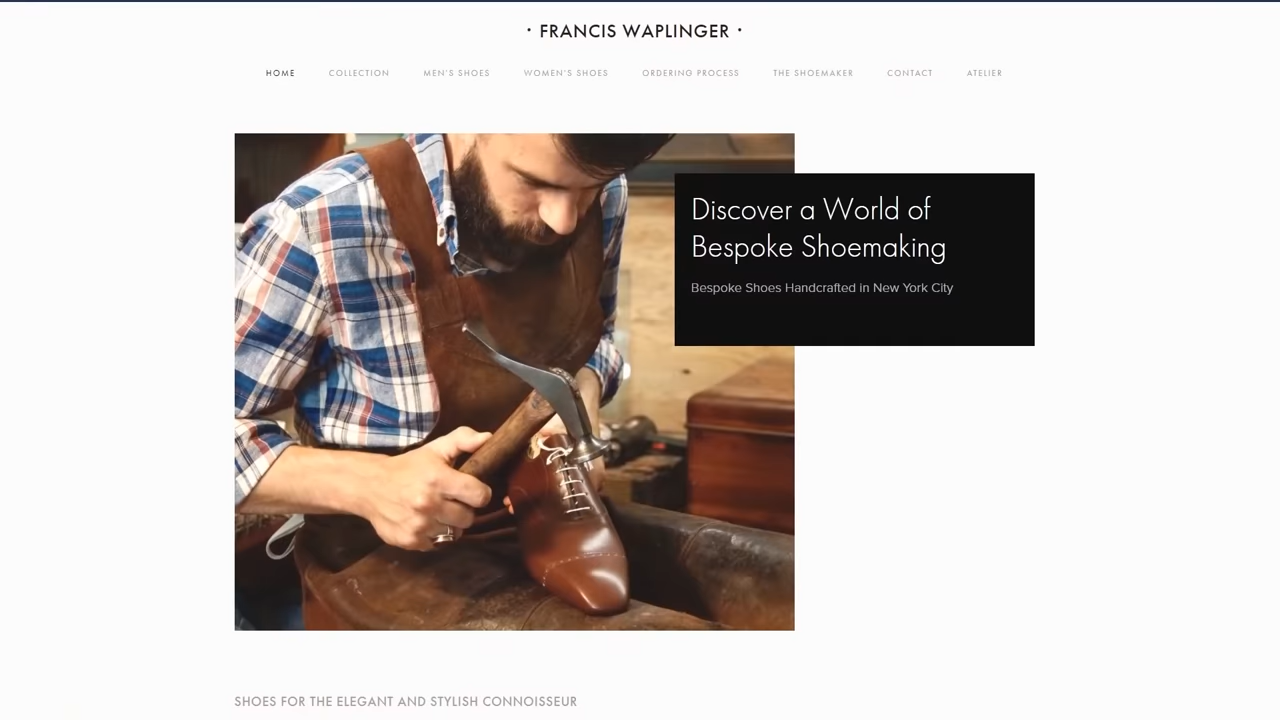 · FRANCIS WAPLINGER ·
HOME COLLECTION MEN'S SHOES WOMEN'S SHOES ORDERING PROCESS THE SHOEMAKER CONTACT ATELIER
Discover a World of
Bespoke Shoemaking
Bespoke Shoes Handcrafted in New York City
SHOES FOR THE ELEGANT AND STYLISH CONNOISSEUR